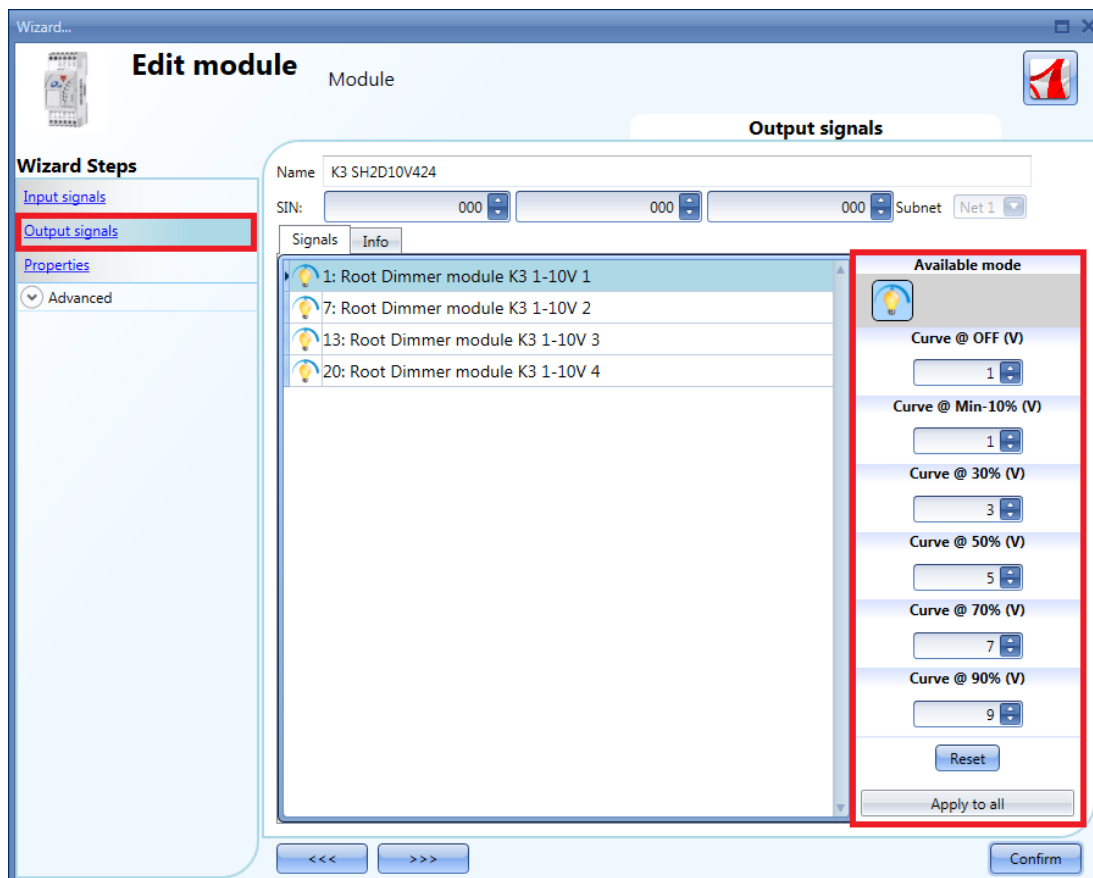 Wizard...
Edit module
Module
Output signals
Wizard Steps
Input signals
Output signals
Properties
Advanced
Name K3 SH2D10V424
SIN: 000 000 000 Subnet Net 1
Signals Info
1: Root Dimmer module K3 1-10V 1
7: Root Dimmer module K3 1-10V 2
13: Root Dimmer module K3 1-10V 3
20: Root Dimmer module K3 1-10V 4
Available mode
Curve @ OFF (V)
1
Curve @ Min-10% (V)
1
Curve @ 30% (V)
3
Curve @ 50% (V)
5
Curve @ 70% (V)
7
Curve @ 90% (V)
9
Reset
Apply to all
<<< >>> Confirm